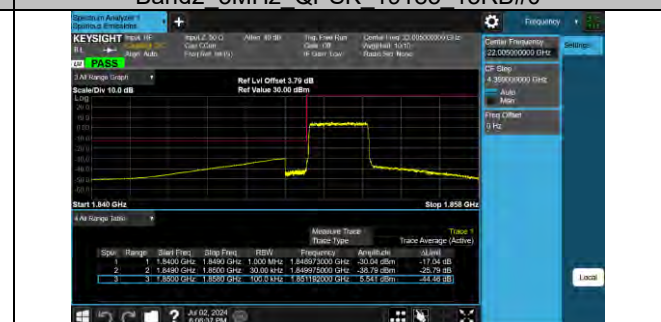 Spectrum Analyzer 1
Spurious Emissions
Frequency
KEYSIGHT Input: RF
Input Z: 50 Ω
Atten: 40 dB
Trig: Free Run
Center Freq: 22.005000000 GHz
Gate: Off
Align: Auto
IF Gain: Low
Radio Std: None
PASS
Center Frequency
22.005000000 GHz
Settings
CF Step
4.399000000 GHz
Auto
Man
Freq Offset
0 Hz
3 All Range Graph
Scale/Div 10.0 dB
Ref Lvl Offset 3.79 dB
Ref Value 30.00 dBm
Log
Start 1.840 GHz
Stop 1.858 GHz
4 All Range Table
Measure Trace Trace 1
Trace Type Trace Average (Active)
Spur Range Start Freq Stop Freq RBW Frequency Amplitude ΔLimit
1 1 1.8400 GHz 1.8490 GHz 1.000 MHz 1.848973000 GHz -30.04 dBm -17.04 dB
2 2 1.8490 GHz 1.8500 GHz 30.00 kHz 1.849975000 GHz -38.79 dBm -25.79 dB
3 3 1.8500 GHz 1.8580 GHz 100.0 kHz 1.851192000 GHz 5.541 dBm -44.46 dB
Local
Jul 02, 2024